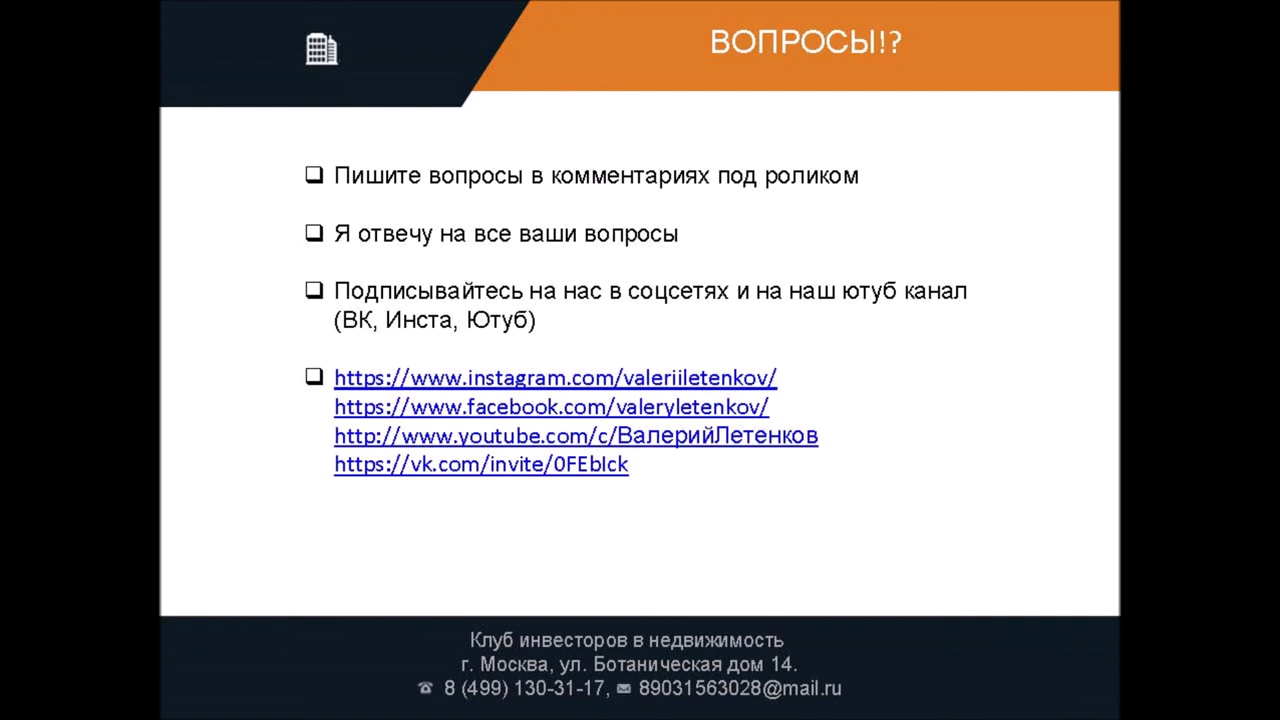 ВОПРОСЫ!?
Пишите вопросы в комментариях под роликом
Я отвечу на все ваши вопросы
Подписывайтесь на нас в соцсетях и на наш ютуб канал
(ВК, Инста, Ютуб)
https://www.instagram.com/valeriiletenkov/
https://www.facebook.com/valeryletenkov/
http://www.youtube.com/c/ВалерийЛетенков
https://vk.com/invite/0FEbIck
Клуб инвесторов в недвижимость
г. Москва, ул. Ботаническая дом 14.
8 (499) 130-31-17, 89031563028@mail.ru